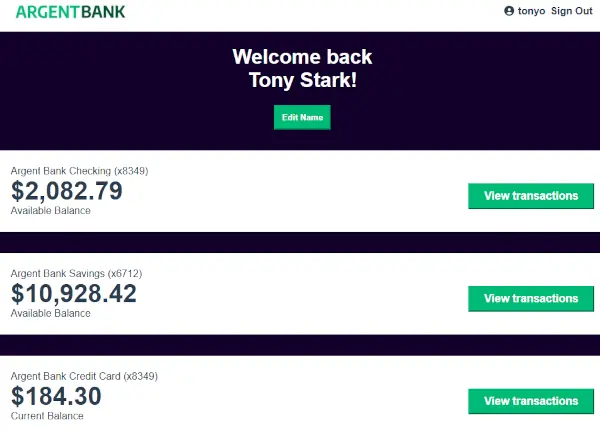 ARGENTBANK
tonyo Sign Out
Welcome back
Tony Stark!
Edit Name
Argent Bank Checking (x8349)
$2,082.79
Available Balance
View transactions
Argent Bank Savings (x6712)
$10,928.42
Available Balance
View transactions
Argent Bank Credit Card (x8349)
$184.30
Current Balance
View transactions